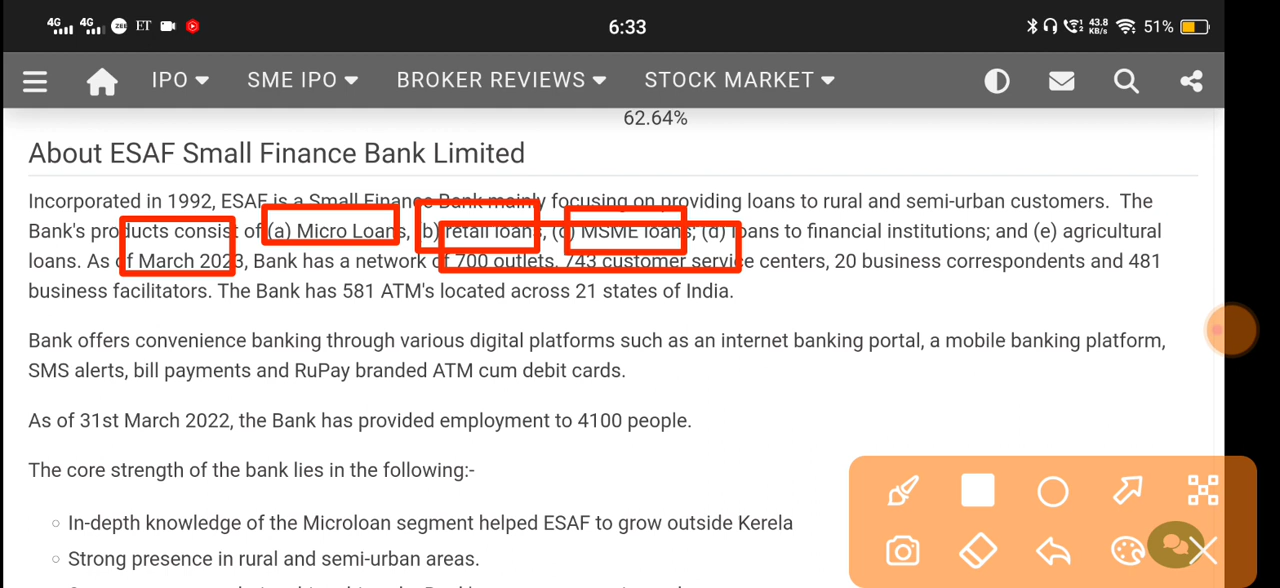 4G 4G ZEE ET 6:33 2 43.8 KB/s 51%
IPO SME IPO BROKER REVIEWS STOCK MARKET
62.64%
About ESAF Small Finance Bank Limited
Incorporated in 1992, ESAF is a Small Finance Bank mainly focusing on providing loans to rural and semi-urban customers. The
Bank's products consist of (a) Micro Loans, (b) retail loans, (c) MSME loans; (d) loans to financial institutions; and (e) agricultural
loans. As of March 2023, Bank has a network of 700 outlets, 743 customer service centers, 20 business correspondents and 481
business facilitators. The Bank has 581 ATM's located across 21 states of India.
Bank offers convenience banking through various digital platforms such as an internet banking portal, a mobile banking platform,
SMS alerts, bill payments and RuPay branded ATM cum debit cards.
As of 31st March 2022, the Bank has provided employment to 4100 people.
The core strength of the bank lies in the following:-
In-depth knowledge of the Microloan segment helped ESAF to grow outside Kerela
Strong presence in rural and semi-urban areas.